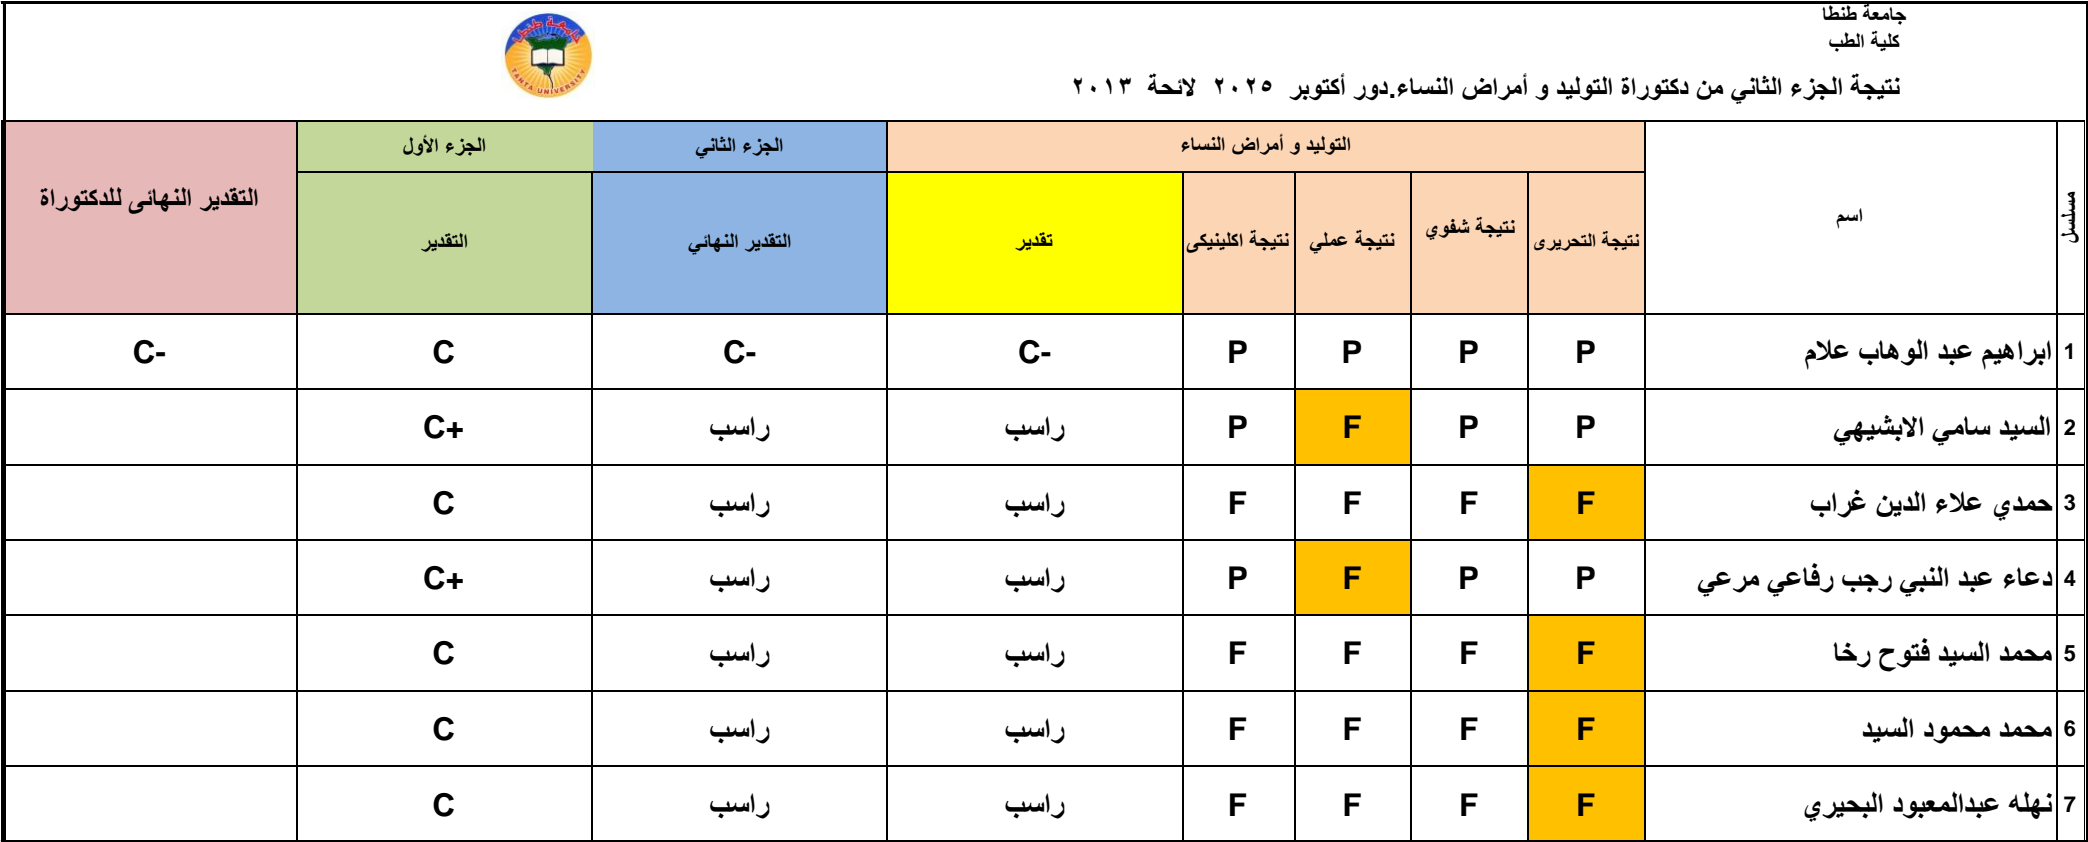 جامعة طنطا
كلية الطب
نتيجة الجزء الثاني من دكتوراة التوليد و أمراض النساء.دور أكتوبر ٢٠٢٥ لائحة ٢٠١٣
جامعة طنطا
TANTA UNIVERSITY
مسلسل اسم التوليد و أمراض النساء الجزء الثاني الجزء الأول التقدير النهائى للدكتوراة
نتيجة التحريرى نتيجة شفوي نتيجة عملي نتيجة اكلينيكى تقدير التقدير النهائي التقدير
1 ابراهيم عبد الوهاب علام P P P P C- C- C C-
2 السيد سامي الابشيهي P P F P راسب راسب C+
3 حمدي علاء الدين غراب F F F F راسب راسب C
4 دعاء عبد النبي رجب رفاعي مرعي P P F P راسب راسب C+
5 محمد السيد فتوح رخا F F F F راسب راسب C
6 محمد محمود السيد F F F F راسب راسب C
7 نهله عبدالمعبود البحيري F F F F راسب راسب C